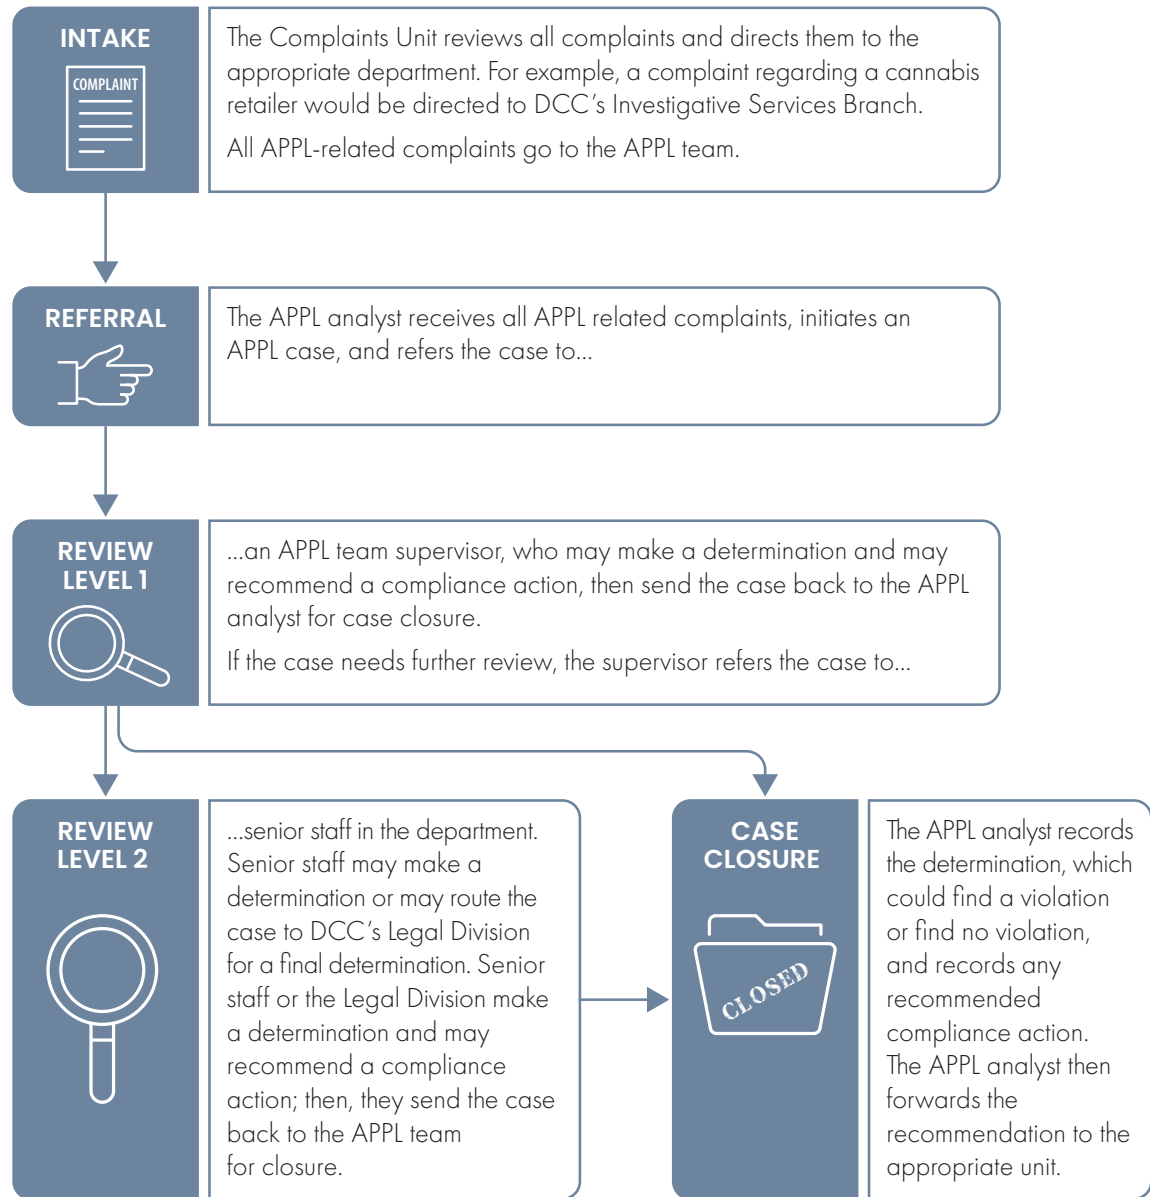 INTAKE
COMPLAINT
The Complaints Unit reviews all complaints and directs them to the
appropriate department. For example, a complaint regarding a cannabis
retailer would be directed to DCC’s Investigative Services Branch.
All APPL-related complaints go to the APPL team.
REFERRAL
The APPL analyst receives all APPL related complaints, initiates an
APPL case, and refers the case to...
REVIEW
LEVEL 1
...an APPL team supervisor, who may make a determination and may
recommend a compliance action, then send the case back to the APPL
analyst for case closure.
If the case needs further review, the supervisor refers the case to...
REVIEW
LEVEL 2
...senior staff in the department.
Senior staff may make a
determination or may route the
case to DCC’s Legal Division
for a final determination. Senior
staff or the Legal Division make
a determination and may
recommend a compliance
action; then, they send the case
back to the APPL team
for closure.
CASE
CLOSURE
CLOSED
The APPL analyst records
the determination, which
could find a violation
or find no violation,
and records any
recommended
compliance action.
The APPL analyst then
forwards the
recommendation to the
appropriate unit.